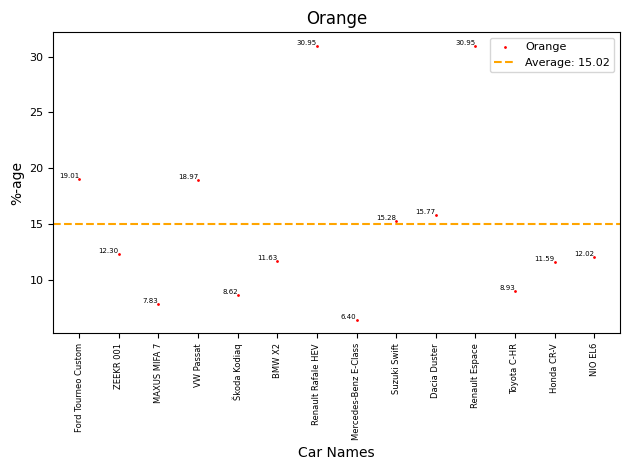 Orange
30.95
30.95
Orange
Average: 15.02
30
25
20
15
10
%-age
19.01
18.97
15.77
15.28
12.30
12.02
11.63
11.59
8.93
8.62
7.83
6.40
Ford Tourneo Custom
ZEEKR 001
MAXUS MIFA 7
VW Passat
Škoda Kodiaq
BMW X2
Renault Rafale HEV
Mercedes-Benz E-Class
Suzuki Swift
Dacia Duster
Renault Espace
Toyota C-HR
Honda CR-V
NIO EL6
Car Names